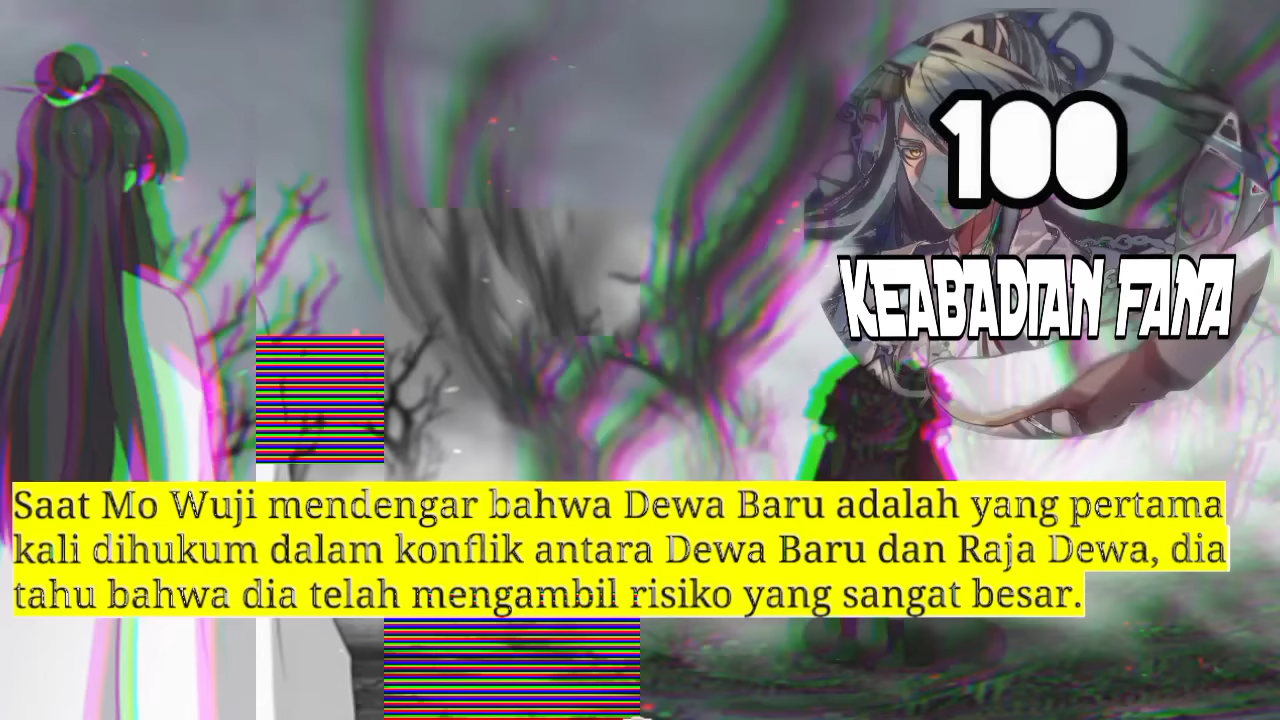 100
KEABADIAN FANA
Saat Mo Wuji mendengar bahwa Dewa Baru adalah yang pertama
kali dihukum dalam konflik antara Dewa Baru dan Raja Dewa, dia
tahu bahwa dia telah mengambil risiko yang sangat besar.